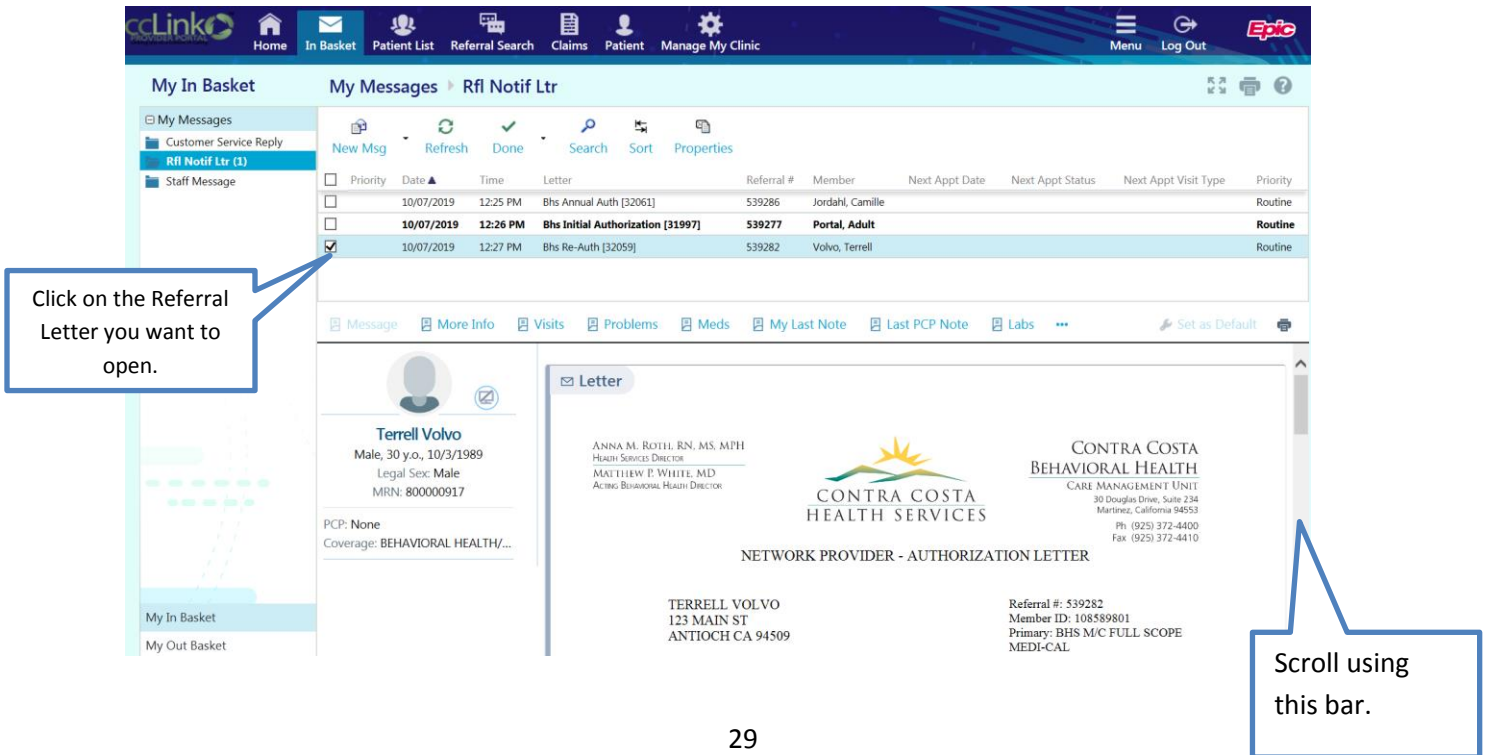 ccLink
PROVIDER PORTAL
Home In Basket Patient List Referral Search Claims Patient Manage My Clinic Menu Log Out Epic
My In Basket
My Messages Rfl Notif Ltr
My Messages
Customer Service Reply
Rfl Notif Ltr (1)
Staff Message
New Msg Refresh Done Search Sort Properties
Priority Date Time Letter Referral # Member Next Appt Date Next Appt Status Next Appt Visit Type Priority
10/07/2019 12:25 PM Bhs Annual Auth [32061] 539286 Jordahl, Camille Routine
10/07/2019 12:26 PM Bhs Initial Authorization [31997] 539277 Portal, Adult Routine
10/07/2019 12:27 PM Bhs Re-Auth [32059] 539282 Volvo, Terrell Routine
Click on the Referral
Letter you want to
open.
Message More Info Visits Problems Meds My Last Note Last PCP Note Labs ••• Set as Default
Terrell Volvo
Male, 30 y.o., 10/3/1989
Legal Sex: Male
MRN: 800000917
PCP: None
Coverage: BEHAVIORAL HEALTH/...
Letter
ANNA M. ROTH, RN, MS, MPH
HEALTH SERVICES DIRECTOR
MATTHEW P. WHITE, MD
ACTING BEHAVIORAL HEALTH DIRECTOR
CONTRA COSTA
HEALTH SERVICES
CONTRA COSTA
BEHAVIORAL HEALTH
CARE MANAGEMENT UNIT
30 Douglas Drive, Suite 234
Martinez, California 94553
Ph (925) 372-4400
Fax (925) 372-4410
NETWORK PROVIDER - AUTHORIZATION LETTER
TERRELL VOLVO
123 MAIN ST
ANTIOCH CA 94509
Referral #: 539282
Member ID: 108589801
Primary: BHS M/C FULL SCOPE
MEDI-CAL
My In Basket
My Out Basket
Scroll using
this bar.
29